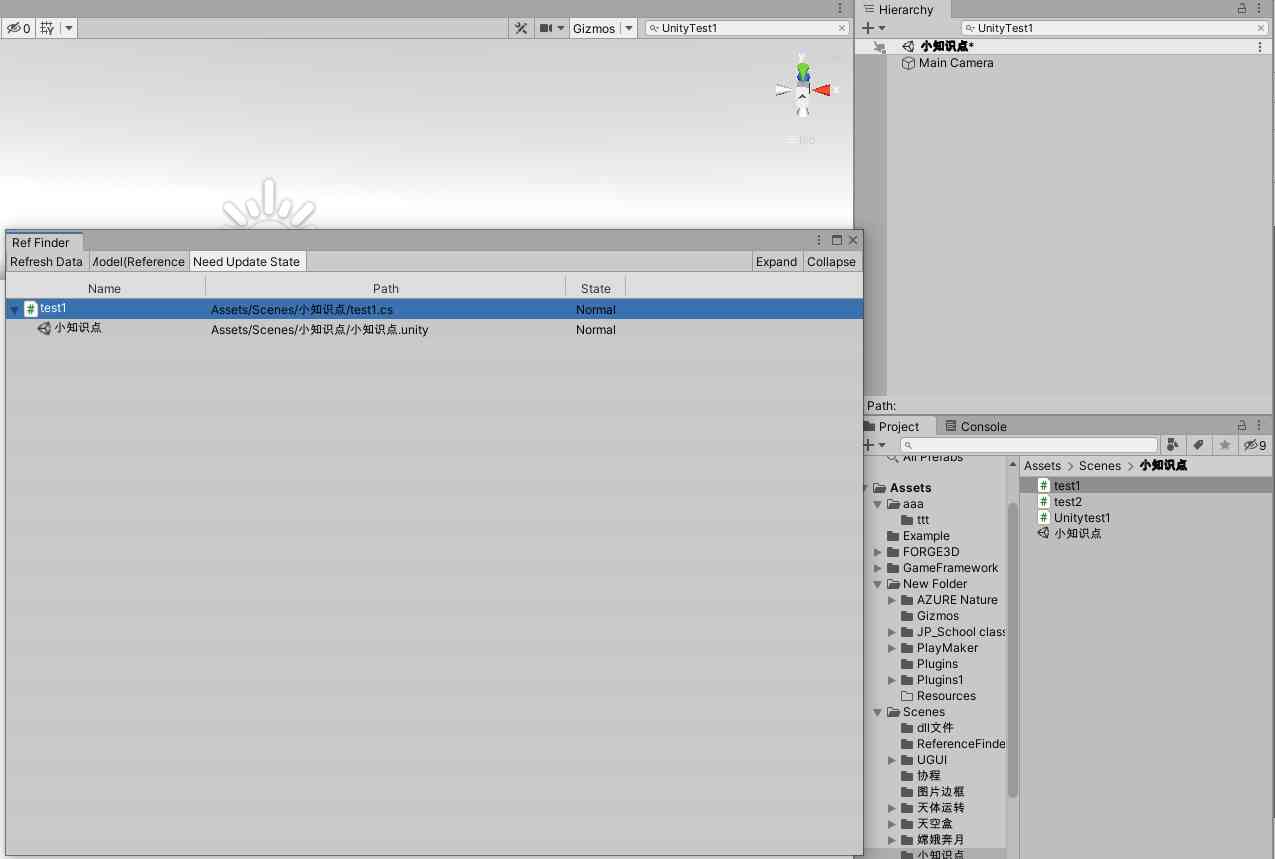 0
Gizmos
UnityTest1
y
x
Iso
Hierarchy
UnityTest1
小知识点*
Main Camera
Ref Finder
Refresh Data
Model(Reference
Need Update State
Expand
Collapse
Name
Path
State
test1
Assets/Scenes/小知识点/test1.cs
Normal
小知识点
Assets/Scenes/小知识点/小知识点.unity
Normal
Path:
Project
Console
9
All Prefabs
Assets
aaa
ttt
Example
FORGE3D
GameFramework
New Folder
AZURE Nature
Gizmos
JP_School class
PlayMaker
Plugins
Plugins1
Resources
Scenes
dll文件
ReferenceFinde
UGUI
协程
图片边框
天体运转
天空盒
嫦娥奔月
小知识点
Assets > Scenes > 小知识点
test1
test2
Unitytest1
小知识点